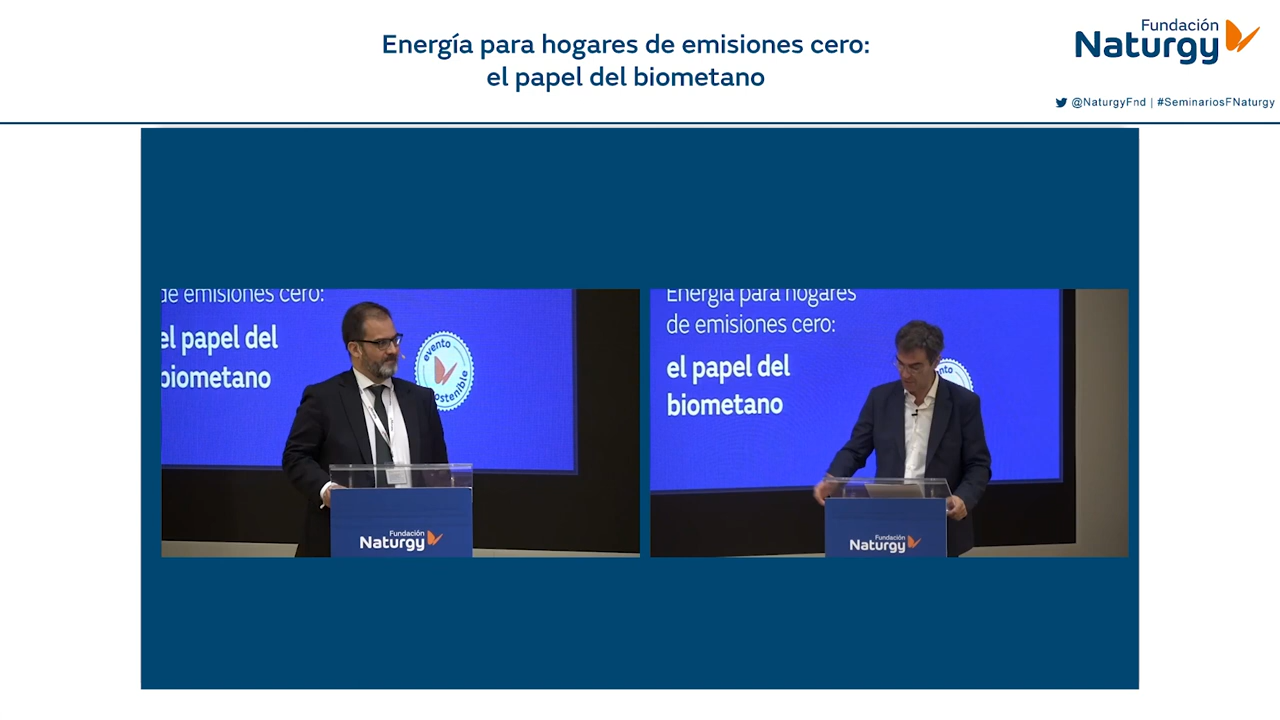 Energía para hogares de emisiones cero:
el papel del biometano
Fundación
Naturgy
@NaturgyFnd | #SeminariosFNaturgy
de emisiones cero:
el papel del
biometano
evento
sostenible
Fundación
Naturgy
Energía para hogares
de emisiones cero:
el papel del
biometano
Fundación
Naturgy